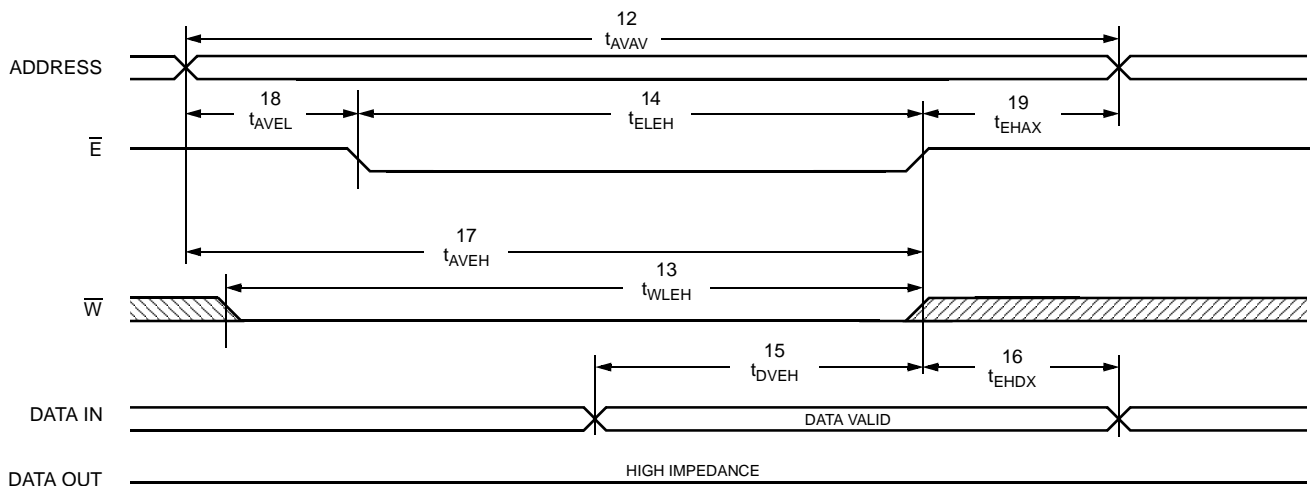 12
tAVAV
ADDRESS
18
tAVEL
14
tELEH
19
tEHAX
E
17
tAVEH
13
tWLEH
W
15
tDVEH
16
tEHDX
DATA IN
DATA VALID
DATA OUT
HIGH IMPEDANCE